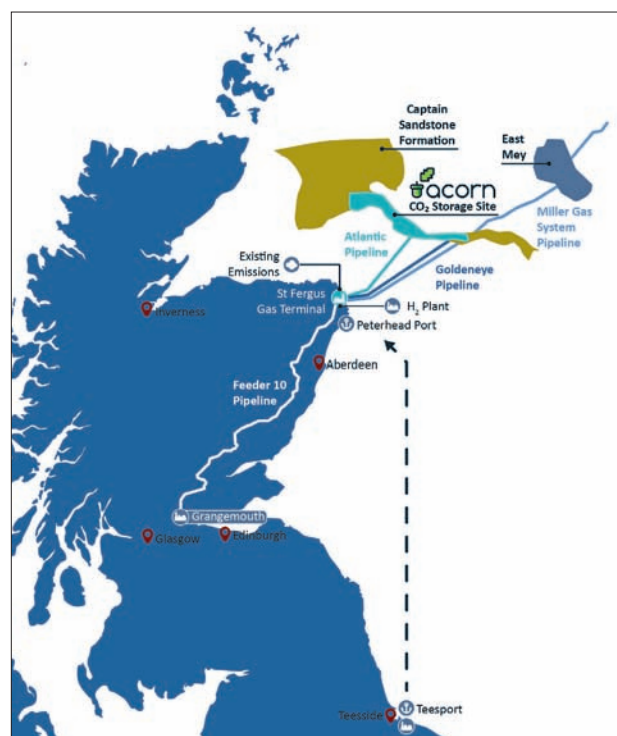 Captain
Sandstone
Formation
East
Mey
acorn
CO₂ Storage Site
Atlantic
Pipeline
Miller Gas
System
Pipeline
Existing
Emissions
Goldeneye
Pipeline
St Fergus
Gas Terminal
H₂ Plant
Inverness
Peterhead Port
Aberdeen
Feeder 10
Pipeline
Grangemouth
Glasgow
Edinburgh
Teesside
Teesport